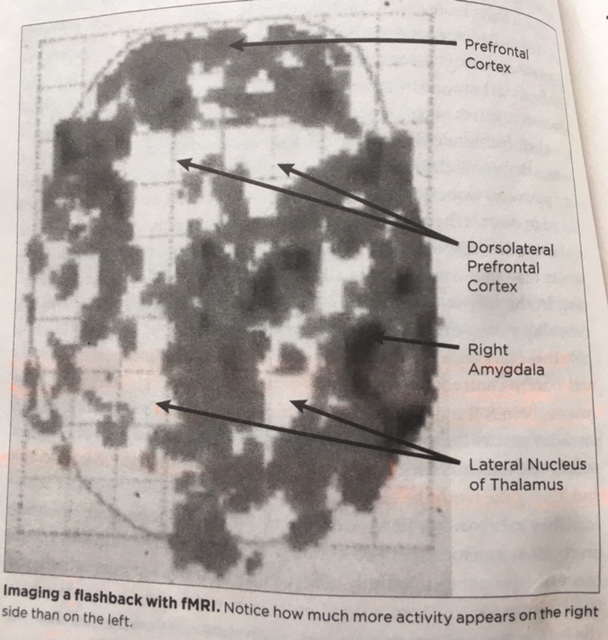 Prefrontal
Cortex
Dorsolateral
Prefrontal
Cortex
Right
Amygdala
Lateral Nucleus
of Thalamus
Imaging a flashback with fMRI. Notice how much more activity appears on the right
side than on the left.